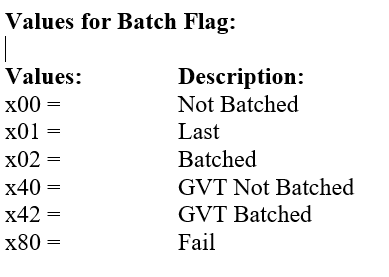 Values for Batch Flag:
Values: Description:
x00 = Not Batched
x01 = Last
x02 = Batched
x40 = GVT Not Batched
x42 = GVT Batched
x80 = Fail